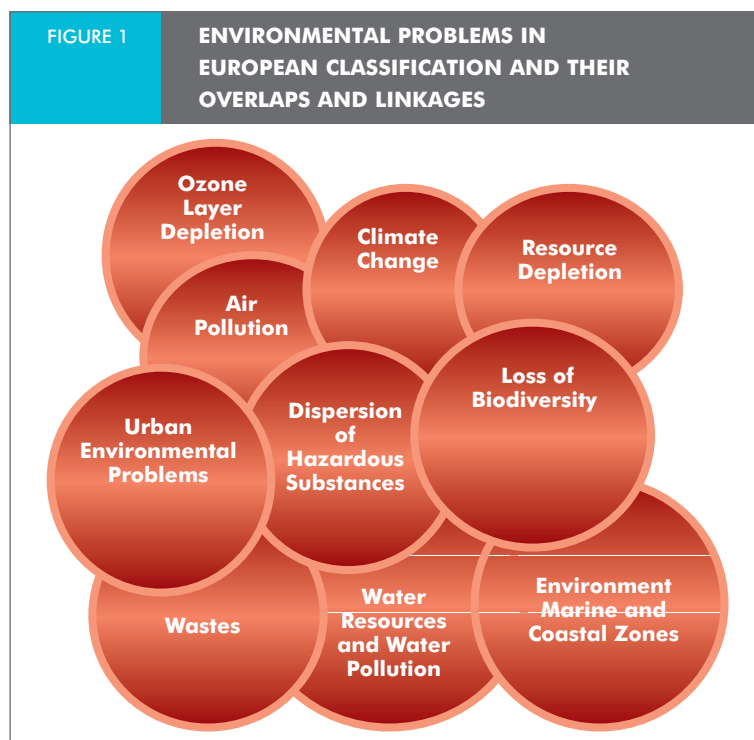 FIGURE 1
ENVIRONMENTAL PROBLEMS IN
EUROPEAN CLASSIFICATION AND THEIR
OVERLAPS AND LINKAGES
Ozone
Layer
Depletion
Climate
Change
Resource
Depletion
Air
Pollution
Loss of
Biodiversity
Urban
Environmental
Problems
Dispersion
of
Hazardous
Substances
Wastes
Water
Resources
and Water
Pollution
Environment
Marine and
Coastal Zones